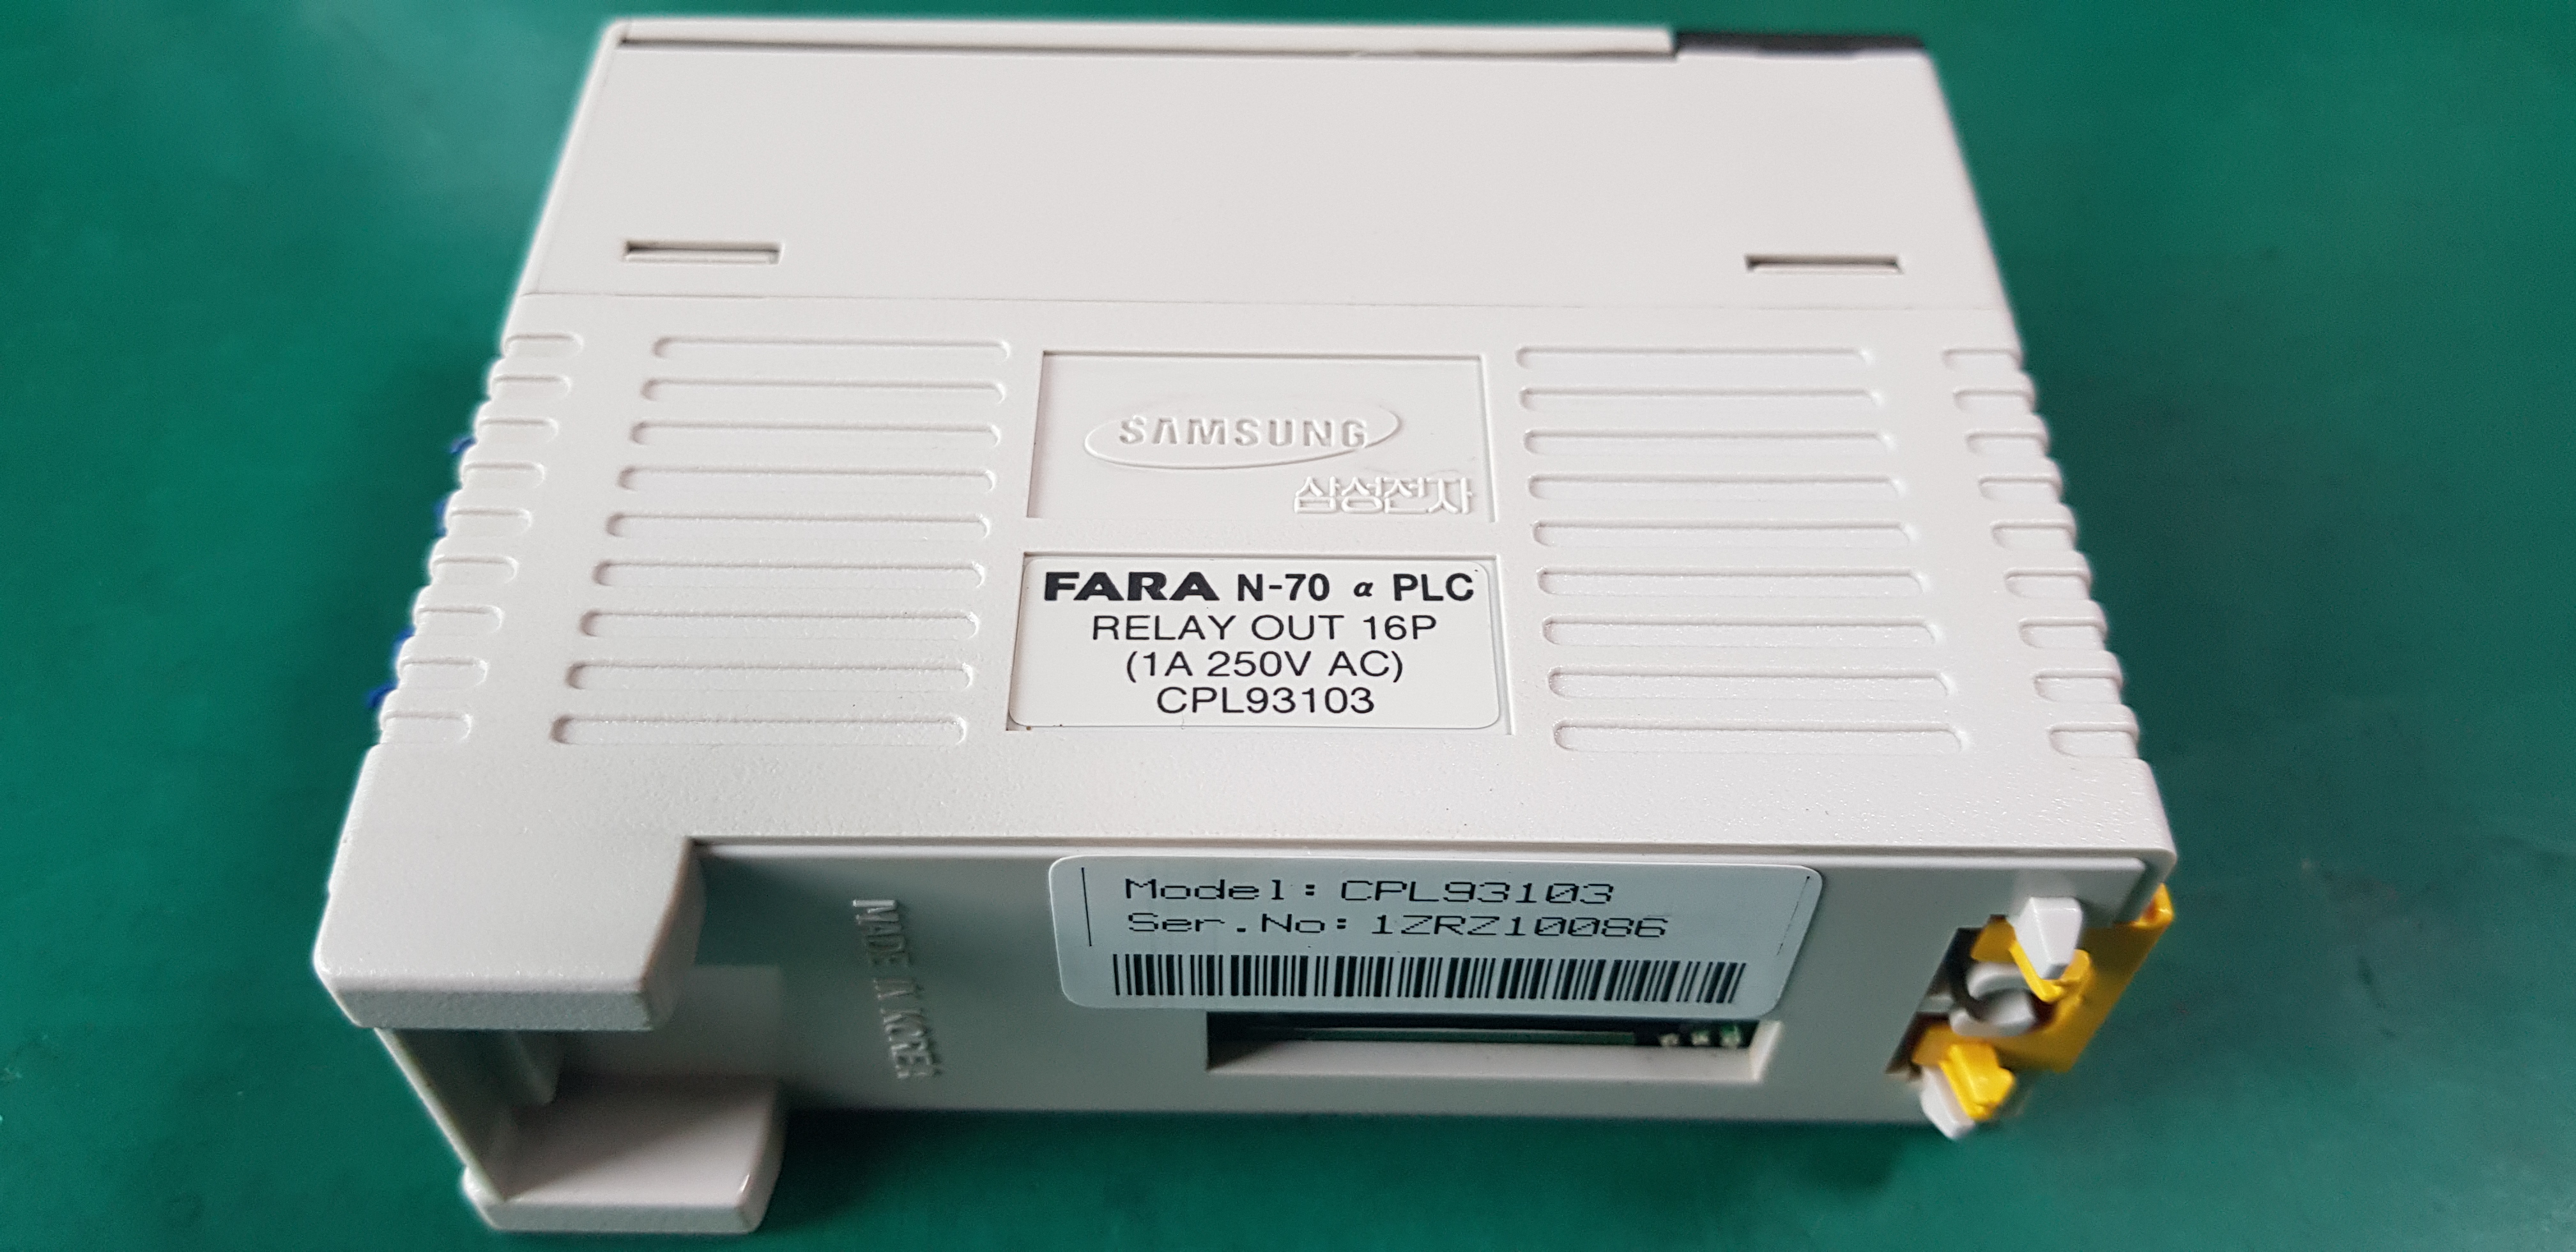 SAMSUNG
삼성전자
FARA N-70 α PLC
RELAY OUT 16P
(1A 250V AC)
CPL93103
Model: CPL93103
Ser.No: 1ZRZ10086
MADE IN KOREA